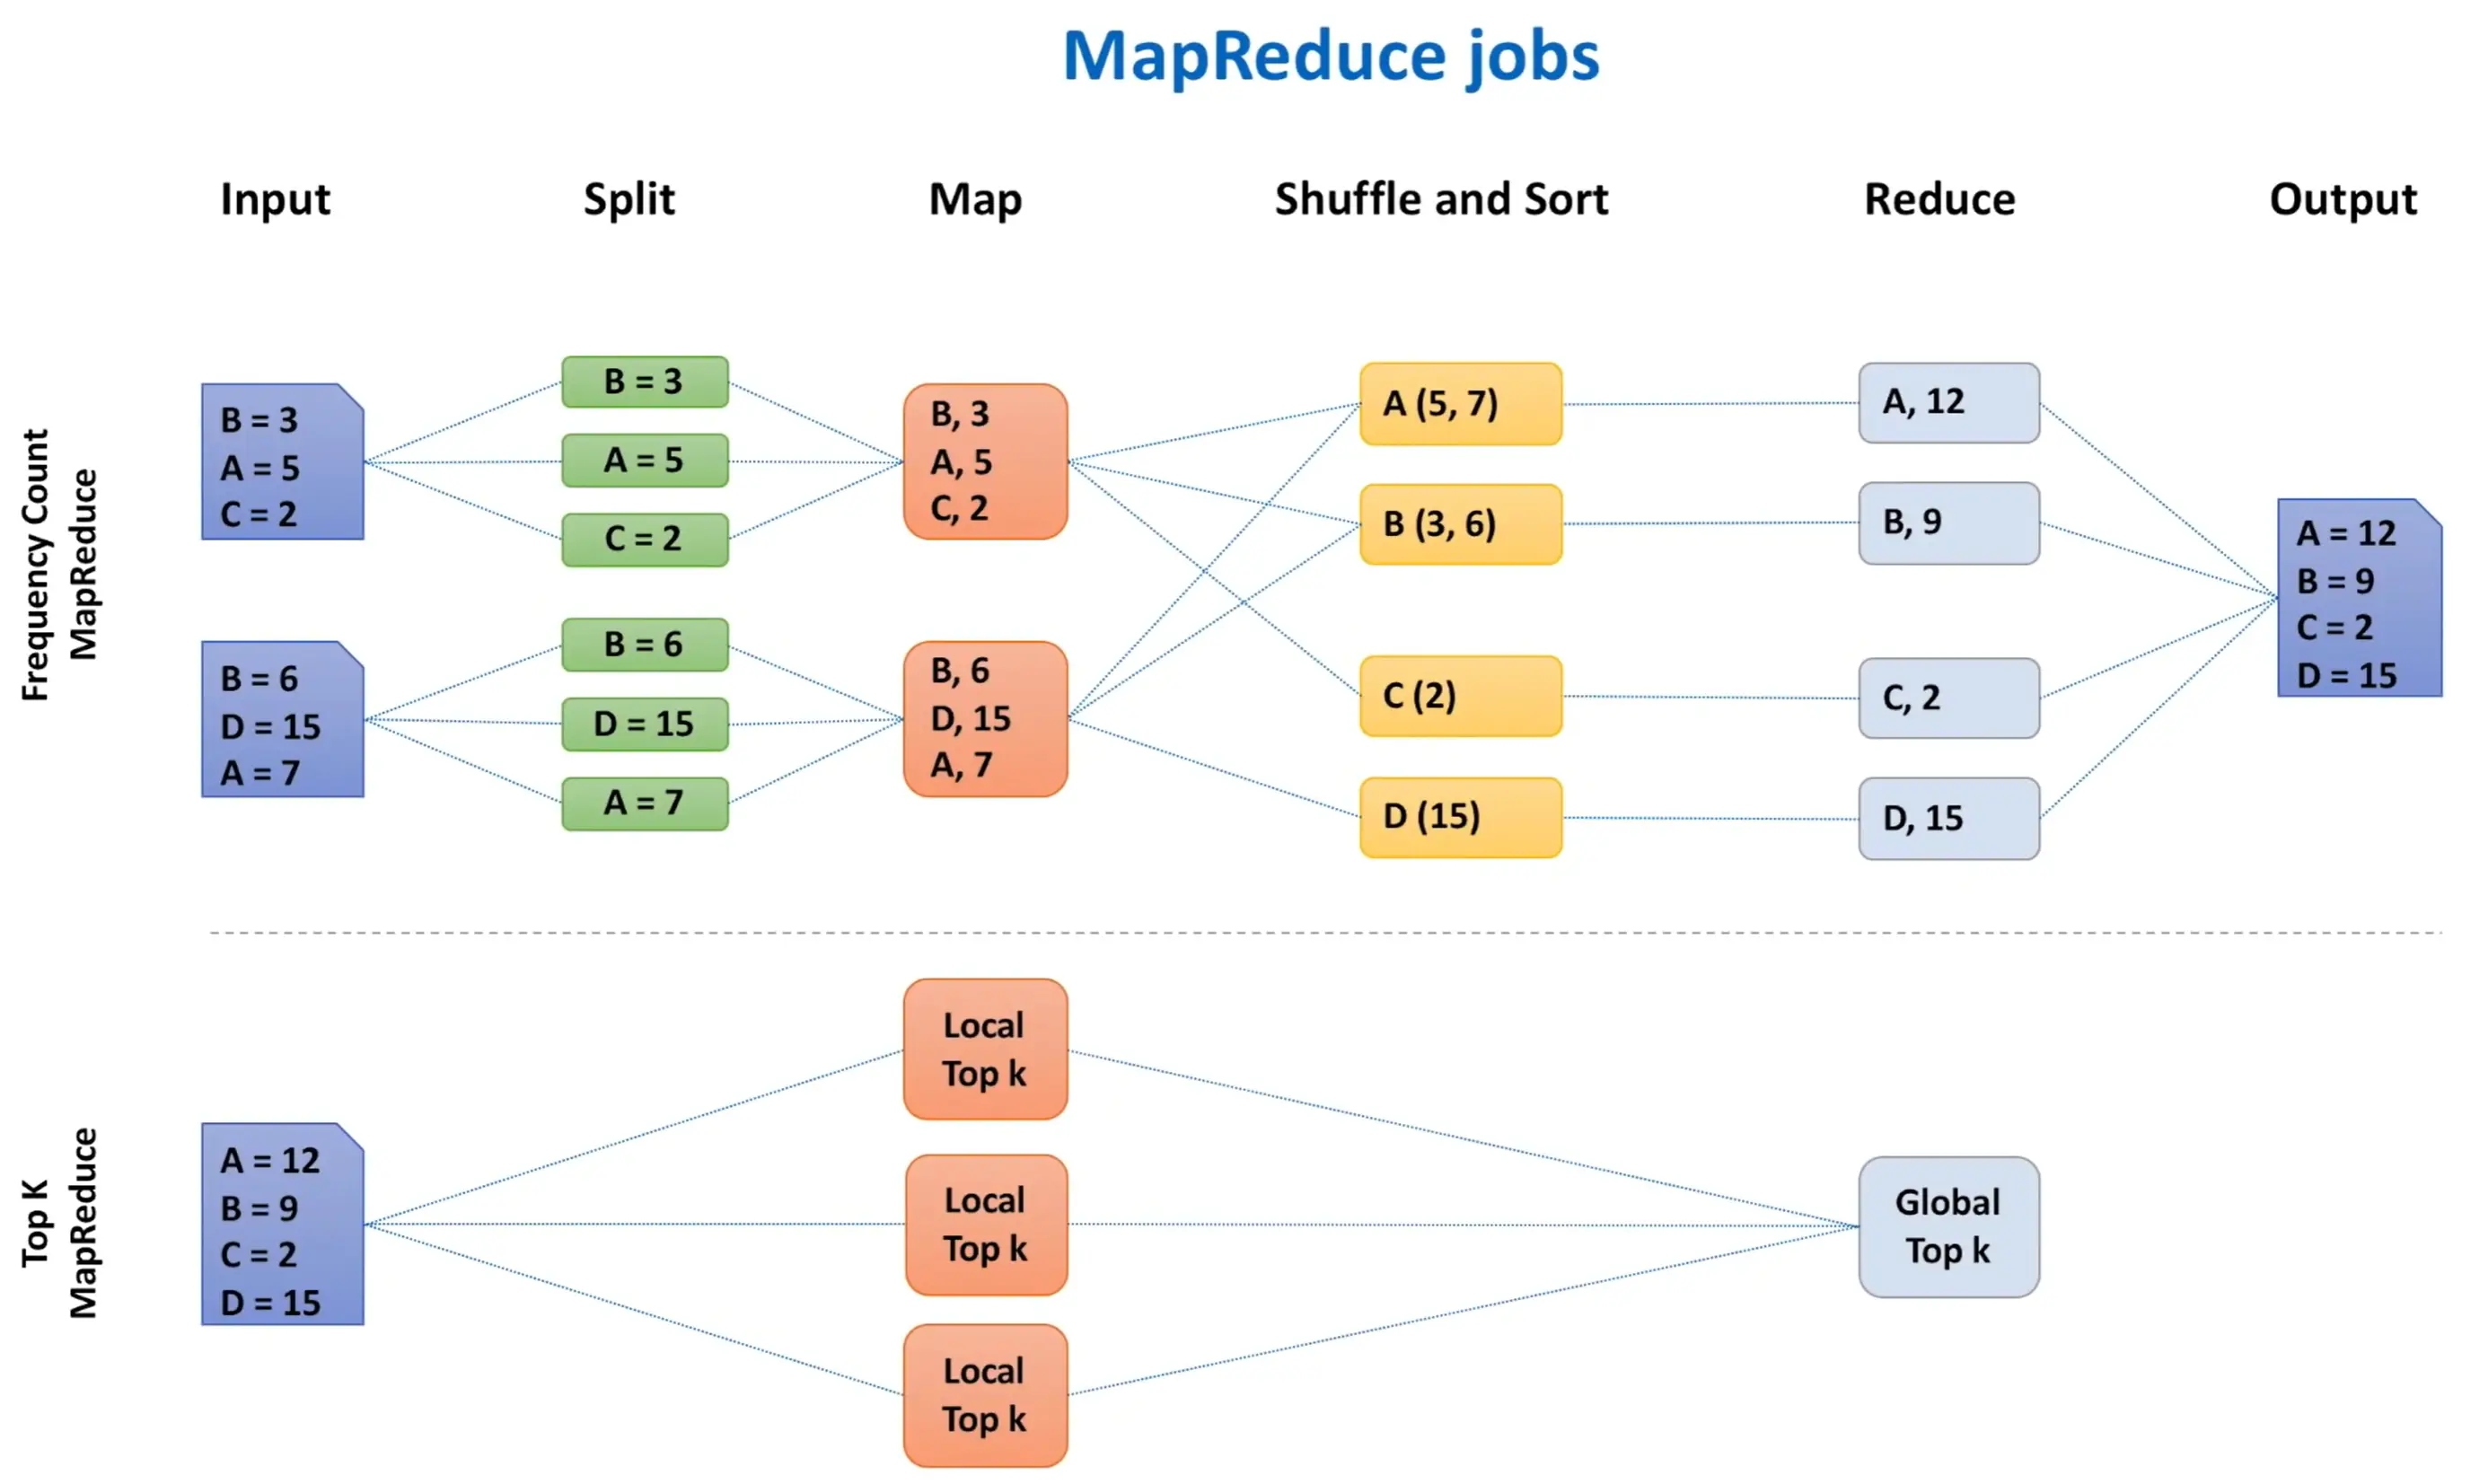 MapReduce jobs
Input
Split
Map
Shuffle and Sort
Reduce
Output
Frequency Count
MapReduce
B = 3
A = 5
C = 2
B = 6
D = 15
A = 7
B = 3
A = 5
C = 2
B = 6
D = 15
A = 7
B, 3
A, 5
C, 2
B, 6
D, 15
A, 7
A (5, 7)
B (3, 6)
C (2)
D (15)
A, 12
B, 9
C, 2
D, 15
A = 12
B = 9
C = 2
D = 15
Top K
MapReduce
A = 12
B = 9
C = 2
D = 15
Local
Top k
Local
Top k
Local
Top k
Global
Top k